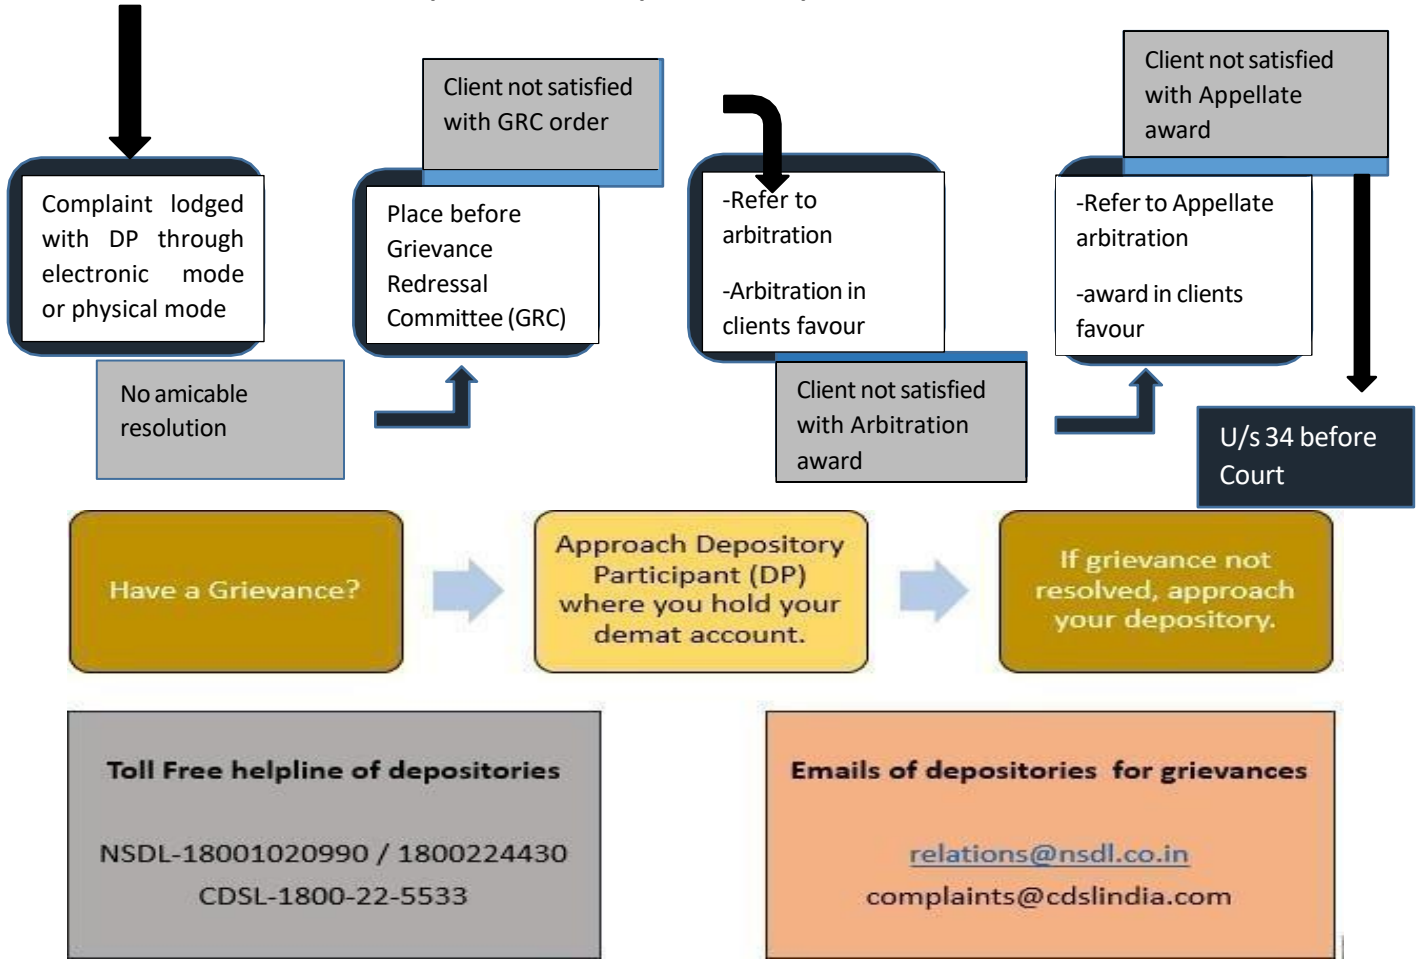 Complaint lodged
with DP through
electronic mode
or physical mode
No amicable
resolution
Place before
Grievance
Redressal
Committee (GRC)
Client not satisfied
with GRC order
-Refer to
arbitration
-Arbitration in
clients favour
Client not satisfied
with Arbitration
award
-Refer to Appellate
arbitration
-award in clients
favour
Client not satisfied
with Appellate
award
U/s 34 before
Court
Have a Grievance?
Approach Depository
Participant (DP)
where you hold your
demat account.
If grievance not
resolved, approach
your depository.
Toll Free helpline of depositories
NSDL-18001020990 / 1800224430
CDSL-1800-22-5533
Emails of depositories for grievances
relations@nsdl.co.in
complaints@cdslindia.com